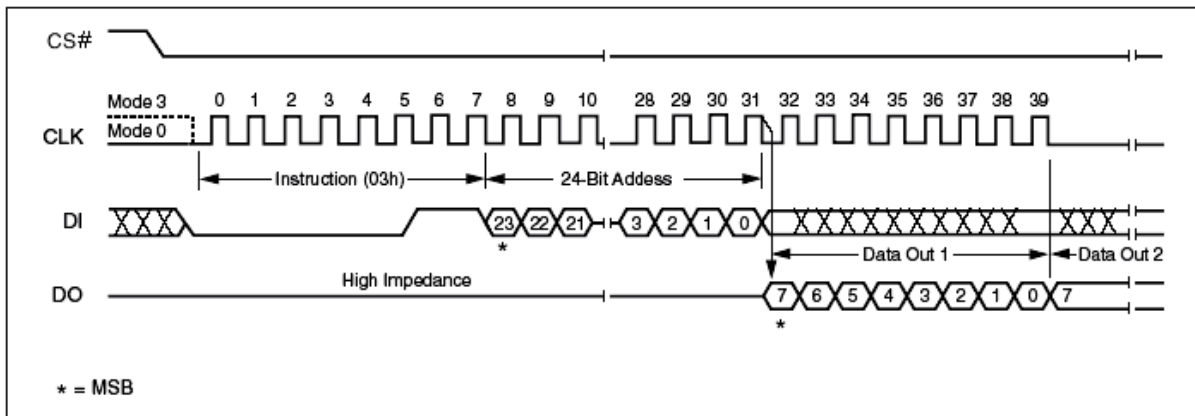 CS#
Mode 3 0 1 2 3 4 5 6 7 8 9 10 28 29 30 31 32 33 34 35 36 37 38 39
CLK Mode 0
Instruction (03h) 24-Bit Addess
DI 23 22 21 3 2 1 0
* Data Out 1 Data Out 2
High Impedance
DO 7 6 5 4 3 2 1 0 7
*
* = MSB